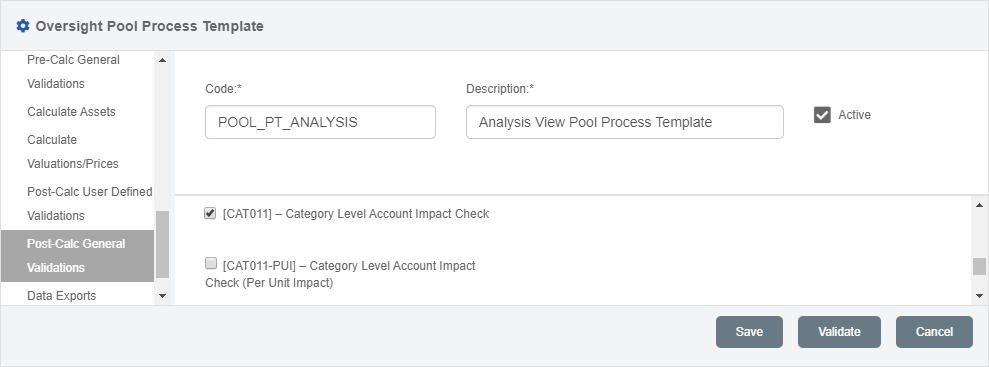 Oversight Pool Process Template
Pre-Calc General
Validations
Calculate Assets
Calculate
Valuations/Prices
Post-Calc User Defined
Validations
Post-Calc General
Validations
Data Exports
Code:*
POOL_PT_ANALYSIS
Description:*
Analysis View Pool Process Template
Active
[CAT011] – Category Level Account Impact Check
[CAT011-PUI] – Category Level Account Impact
Check (Per Unit Impact)
Save
Validate
Cancel